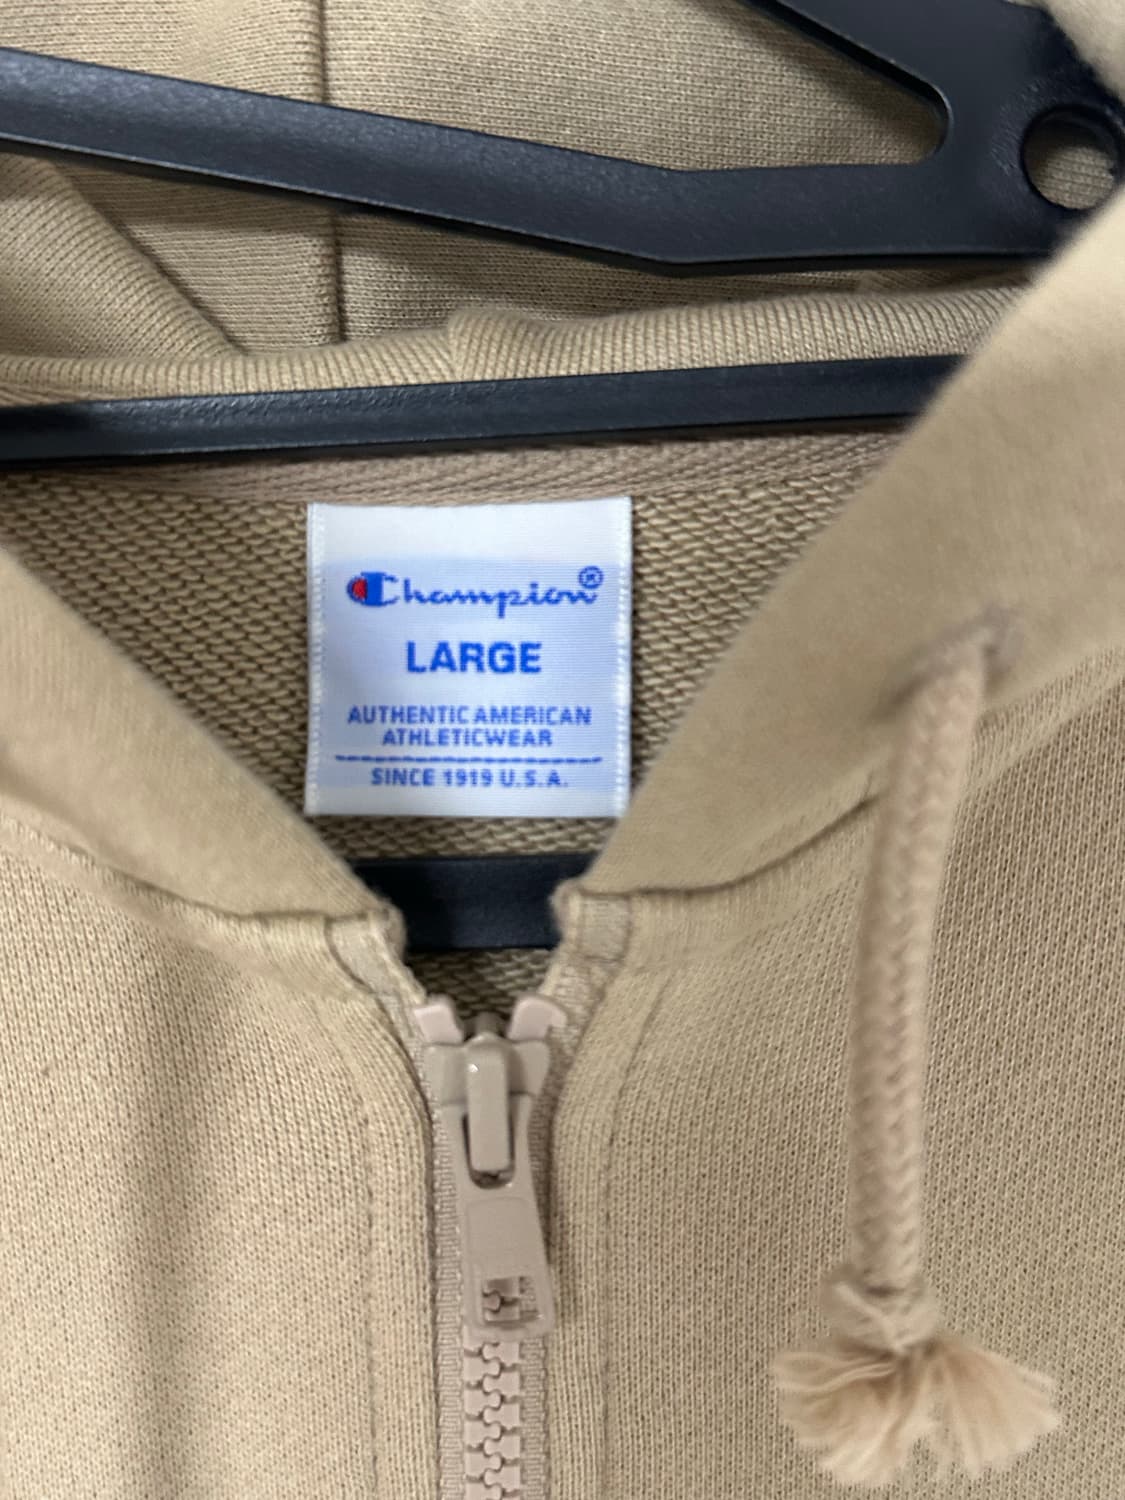 Champion®
LARGE
AUTHENTIC AMERICAN
ATHLETICWEAR
SINCE 1919 U.S.A.